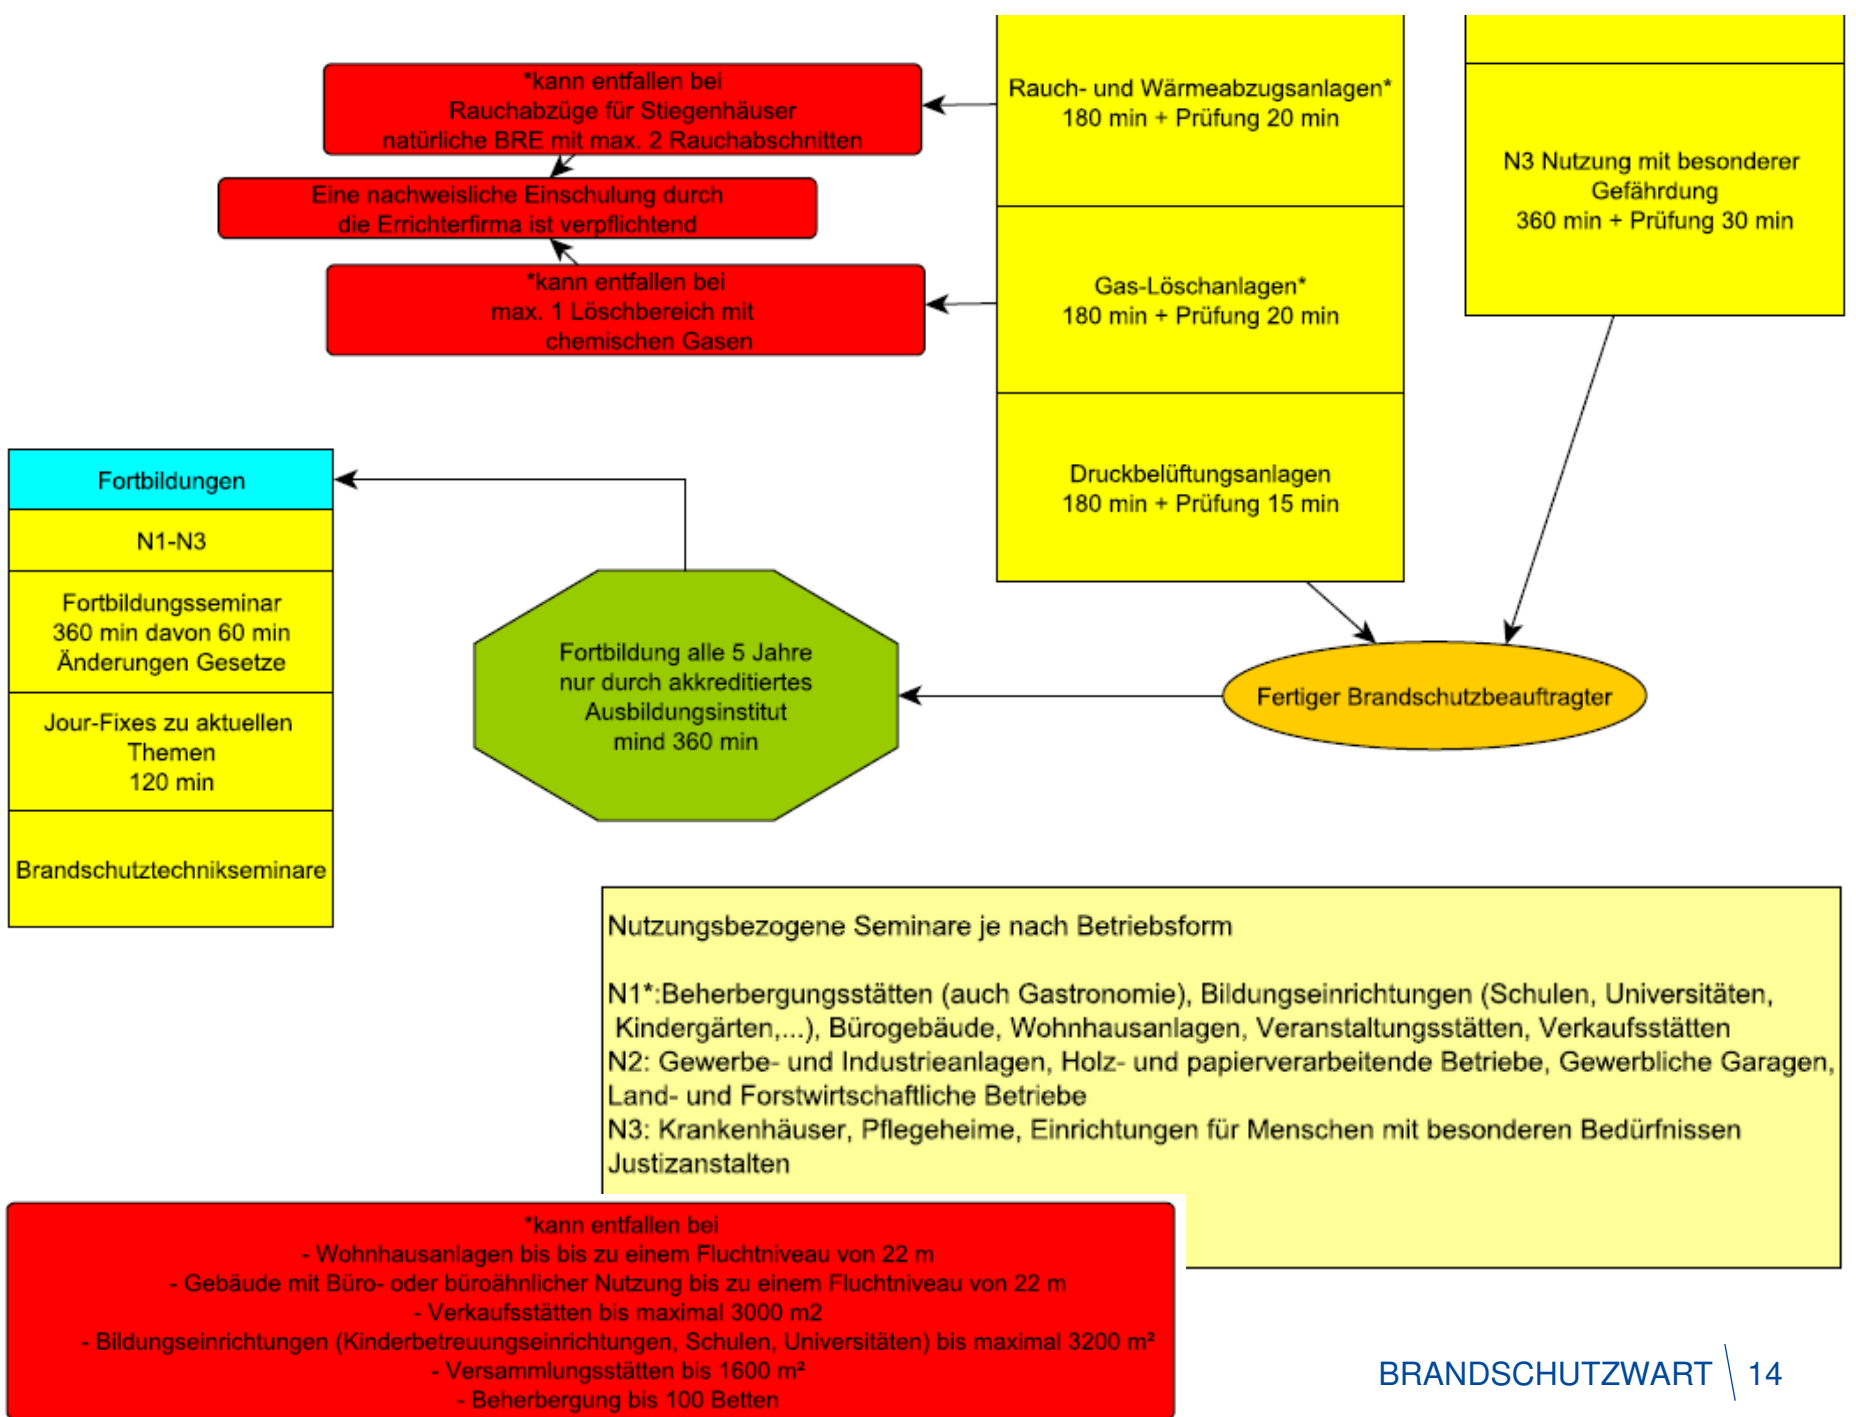 *kann entfallen bei
Rauchabzüge für Stiegenhäuser
natürliche BRE mit max. 2 Rauchabschnitten
Eine nachweisliche Einschulung durch
die Errichterfirma ist verpflichtend
*kann entfallen bei
max. 1 Löschbereich mit
chemischen Gasen
Rauch- und Wärmeabzugsanlagen*
180 min + Prüfung 20 min
Gas-Löschanlagen*
180 min + Prüfung 20 min
Druckbelüftungsanlagen
180 min + Prüfung 15 min
N3 Nutzung mit besonderer
Gefährdung
360 min + Prüfung 30 min
Fertiger Brandschutzbeauftragter
Fortbildung alle 5 Jahre
nur durch akkreditiertes
Ausbildungsinstitut
mind 360 min
Fortbildungen
N1-N3
Fortbildungsseminar
360 min davon 60 min
Änderungen Gesetze
Jour-Fixes zu aktuellen
Themen
120 min
Brandschutztechnikseminare
Nutzungsbezogene Seminare je nach Betriebsform
N1*:Beherbergungsstätten (auch Gastronomie), Bildungseinrichtungen (Schulen, Universitäten,
Kindergärten,...), Bürogebäude, Wohnhausanlagen, Veranstaltungsstätten, Verkaufsstätten
N2: Gewerbe- und Industrieanlagen, Holz- und papierverarbeitende Betriebe, Gewerbliche Garagen,
Land- und Forstwirtschaftliche Betriebe
N3: Krankenhäuser, Pflegeheime, Einrichtungen für Menschen mit besonderen Bedürfnissen
Justizanstalten
*kann entfallen bei
- Wohnhausanlagen bis bis zu einem Fluchtniveau von 22 m
- Gebäude mit Büro- oder büroähnlicher Nutzung bis zu einem Fluchtniveau von 22 m
- Verkaufsstätten bis maximal 3000 m2
- Bildungseinrichtungen (Kinderbetreuungseinrichtungen, Schulen, Universitäten) bis maximal 3200 m²
- Versammlungsstätten bis 1600 m²
- Beherbergung bis 100 Betten
BRANDSCHUTZWART \ 14